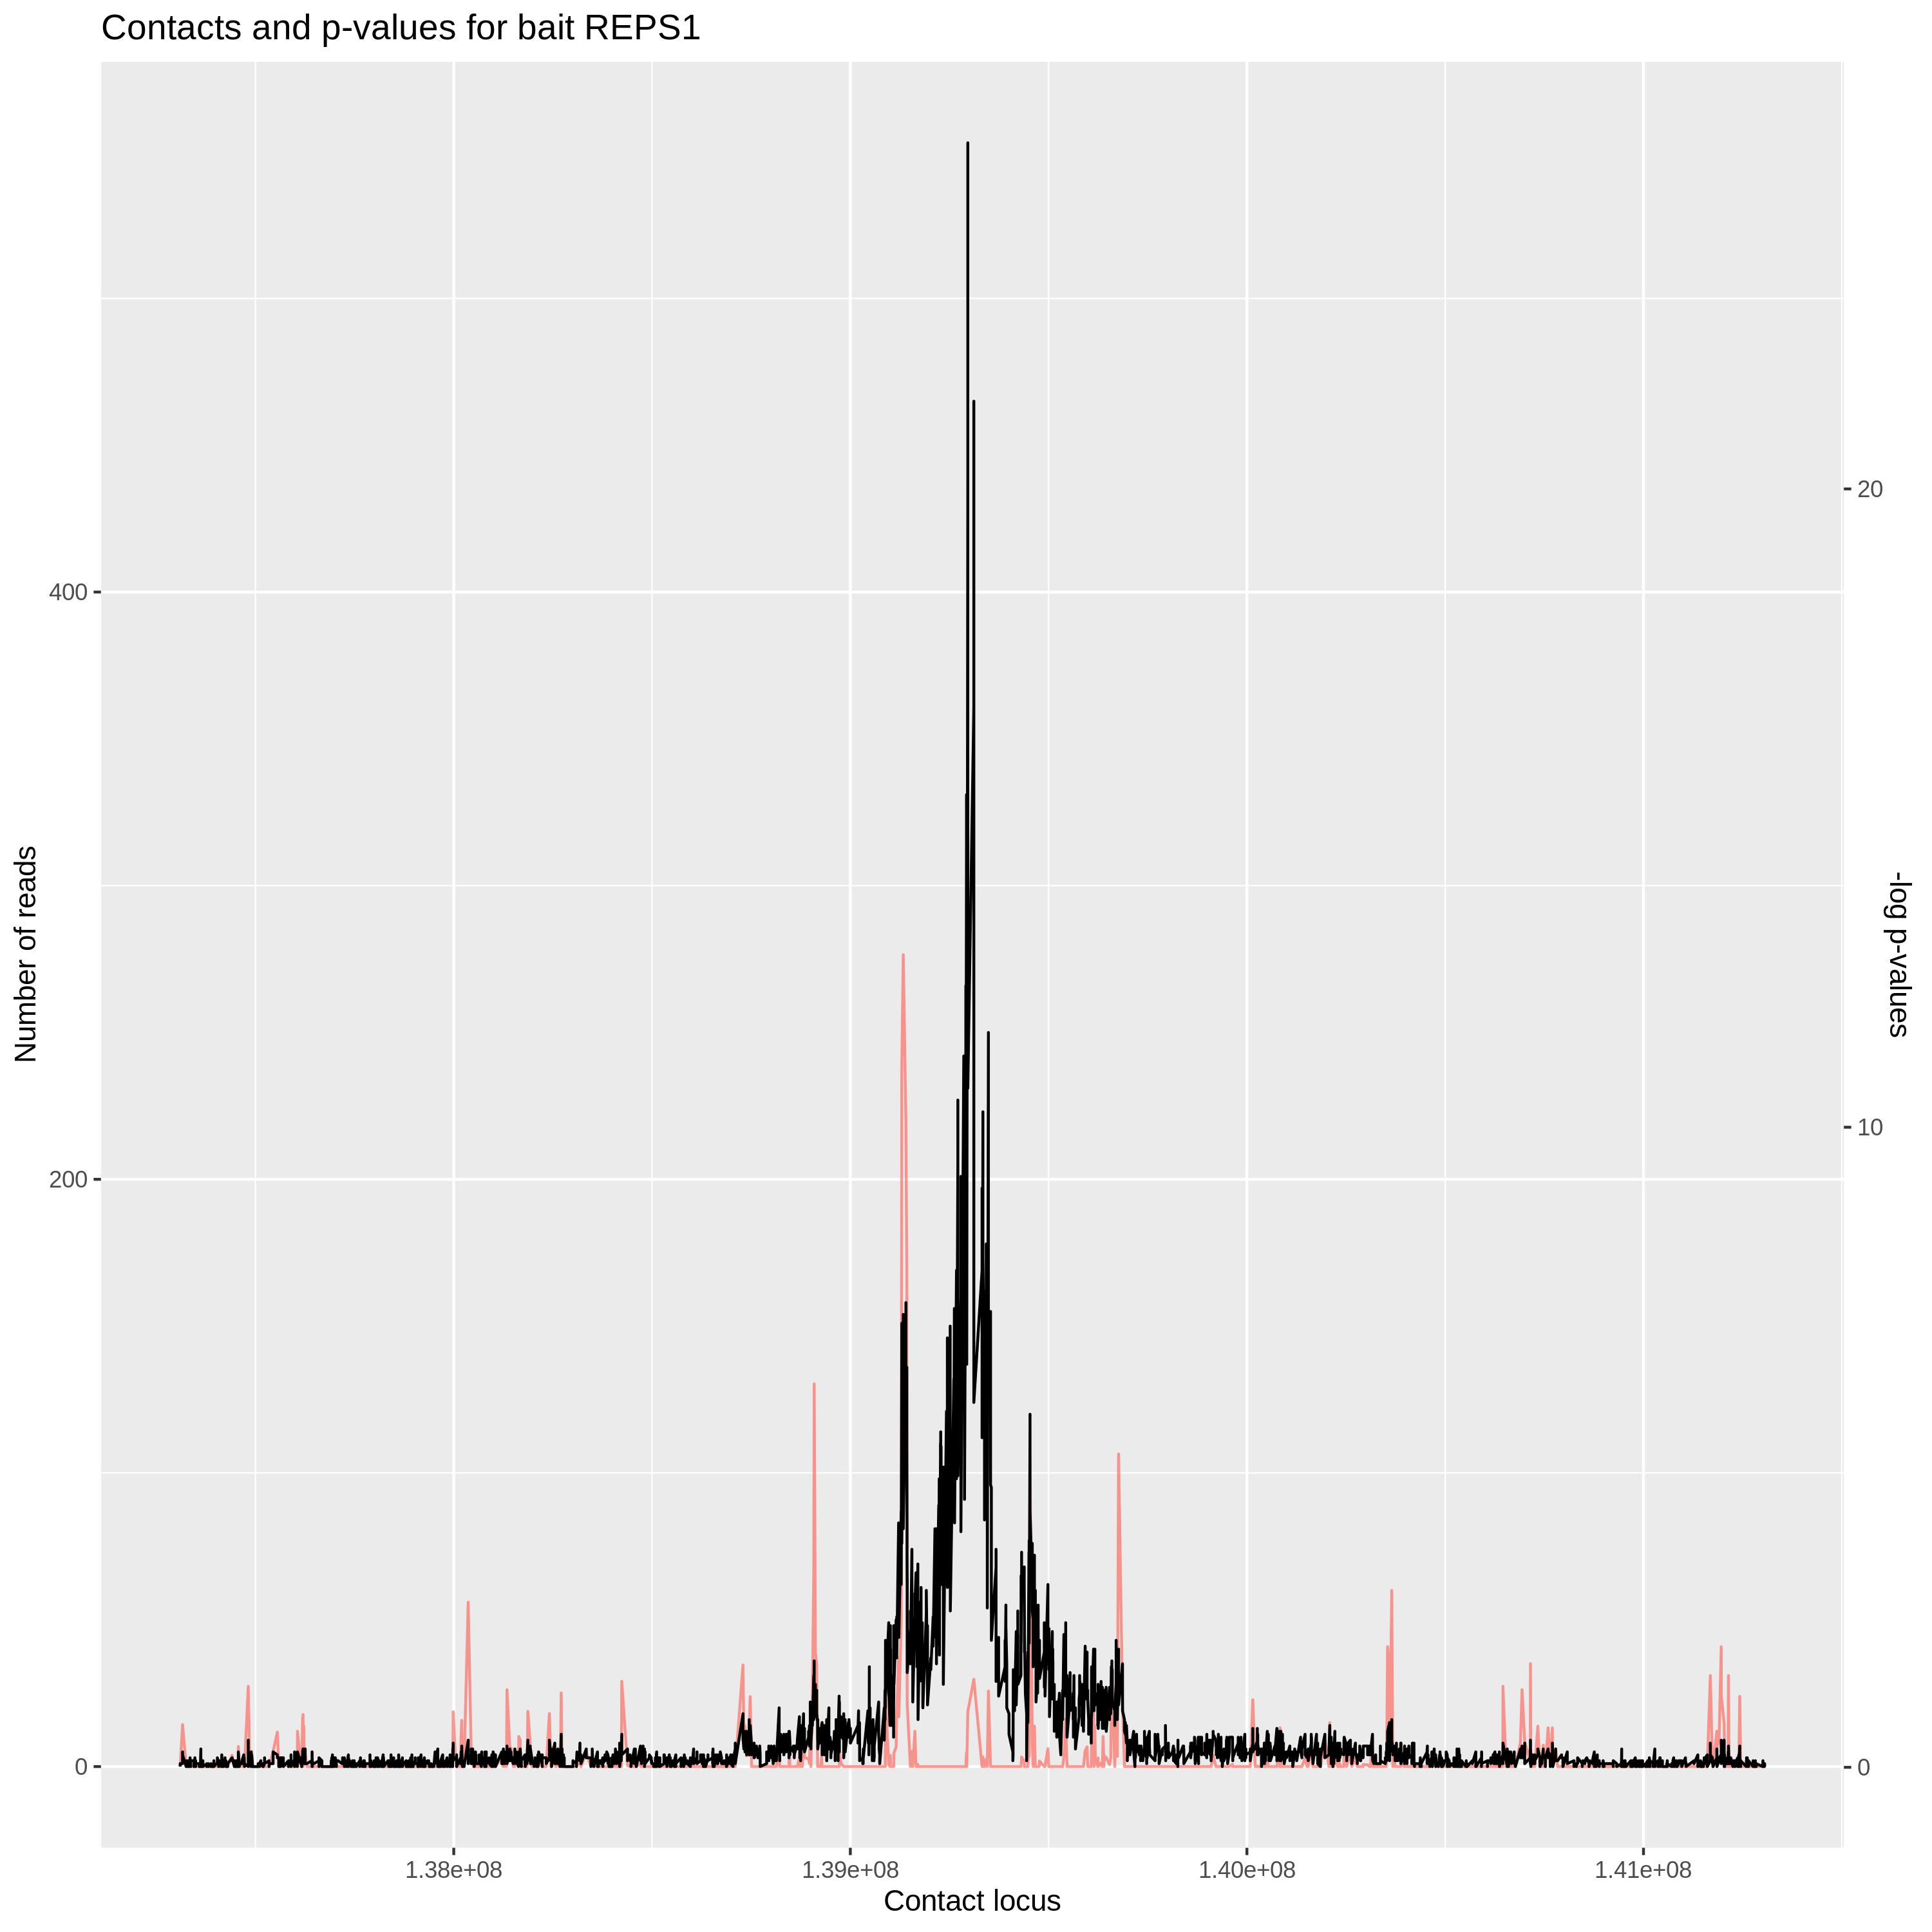 Contacts and p-values for bait REPS1
Number of reads
400
200
0
20
10
0
-log p-values
1.38e+08
1.39e+08
1.40e+08
1.41e+08
Contact locus